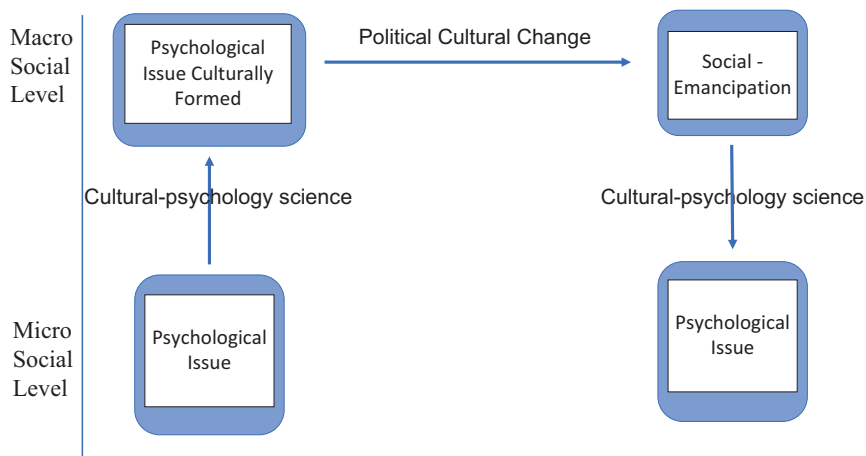 Macro
Social
Level
Psychological
Issue Culturally
Formed
Political Cultural Change
Social -
Emancipation
Cultural-psychology science
Cultural-psychology science
Micro
Social
Level
Psychological
Issue
Psychological
Issue